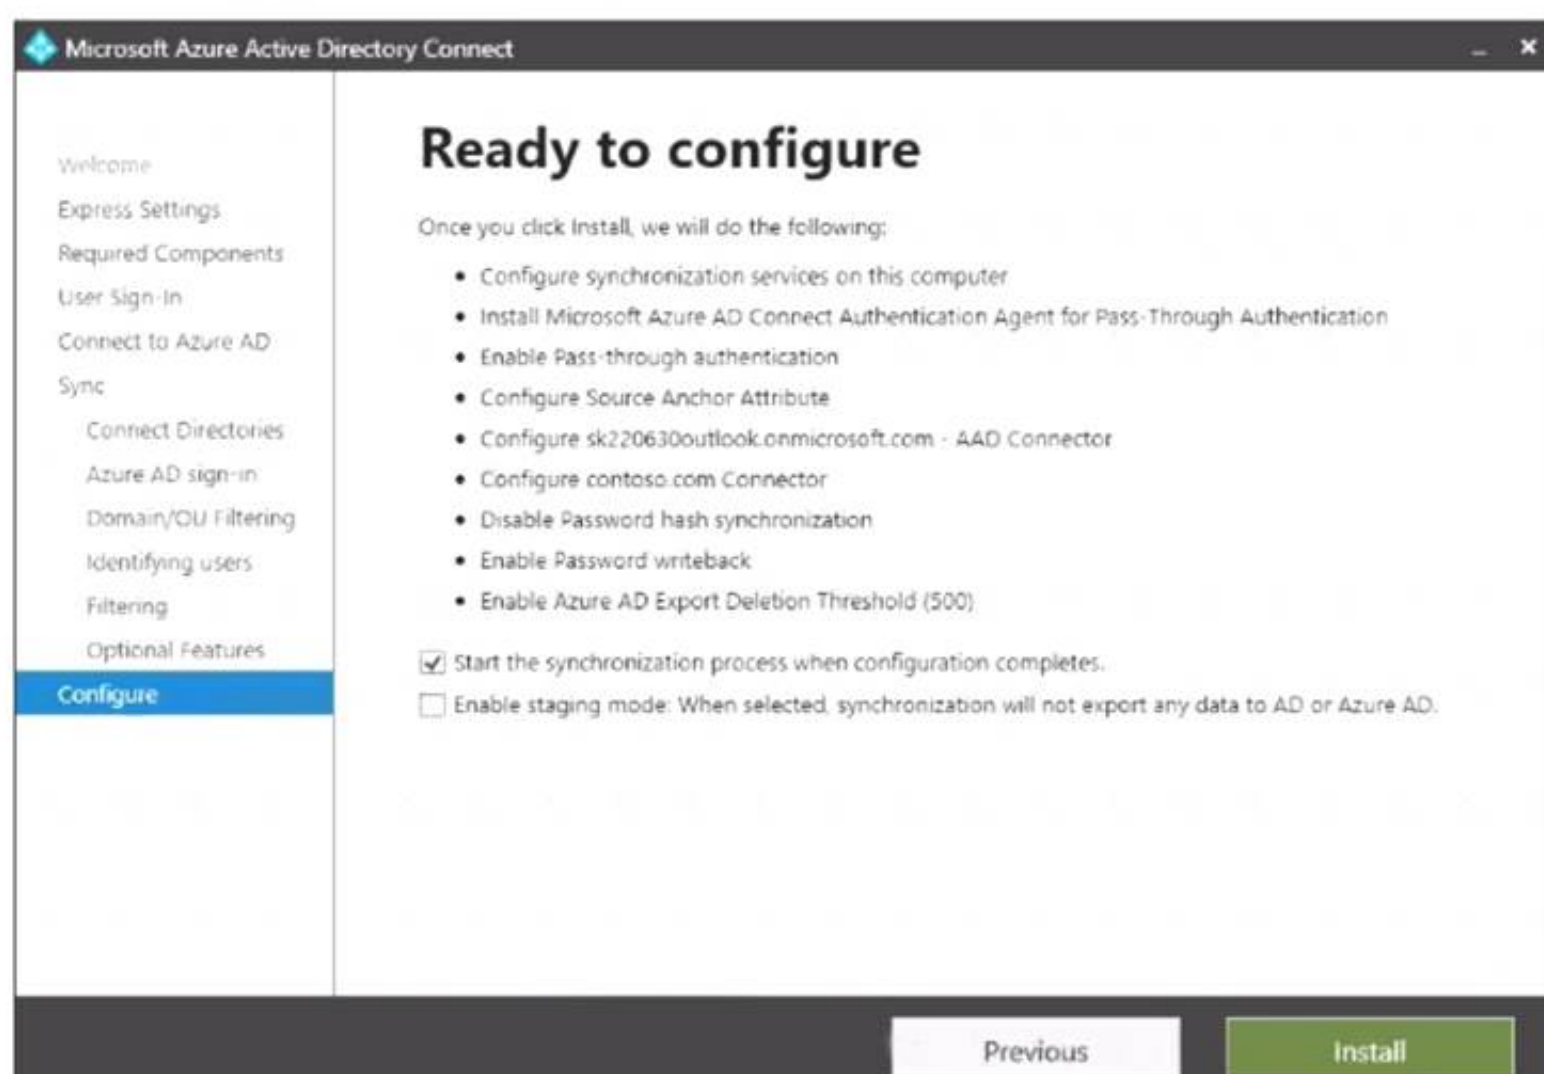 Microsoft Azure Active Directory Connect
Welcome
Express Settings
Required Components
User Sign-In
Connect to Azure AD
Sync
Connect Directories
Azure AD sign-in
Domain/OU Filtering
Identifying users
Filtering
Optional Features
Configure
Ready to configure
Once you click Install, we will do the following:
• Configure synchronization services on this computer
• Install Microsoft Azure AD Connect Authentication Agent for Pass-Through Authentication
• Enable Pass-through authentication
• Configure Source Anchor Attribute
• Configure sk220630outlook.onmicrosoft.com - AAD Connector
• Configure contoso.com Connector
• Disable Password hash synchronization
• Enable Password writeback
• Enable Azure AD Export Deletion Threshold (500)
Start the synchronization process when configuration completes.
Enable staging mode: When selected, synchronization will not export any data to AD or Azure AD.
Previous
Install